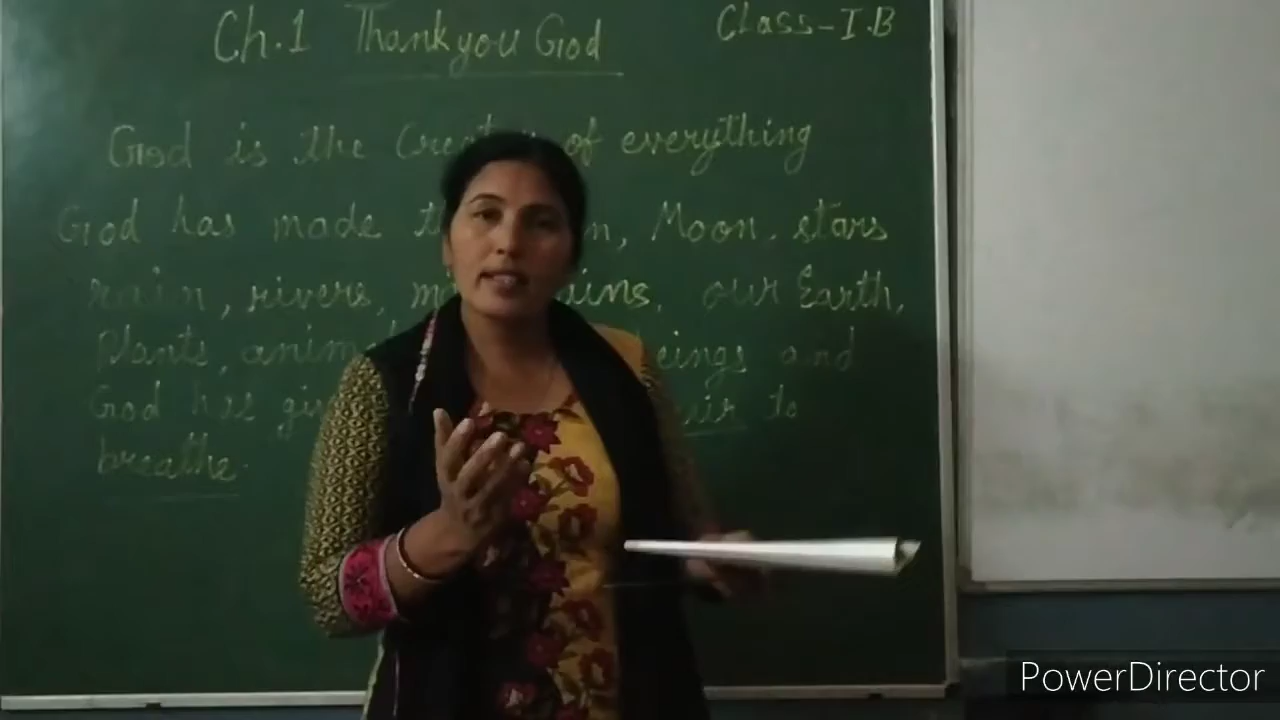 Ch.1 Thank you God
Class-I.B
God is the of everything
God has made Moon, stars
rain, rivers, our Earth,
Plants, and
God has air to
breathe.
PowerDirector